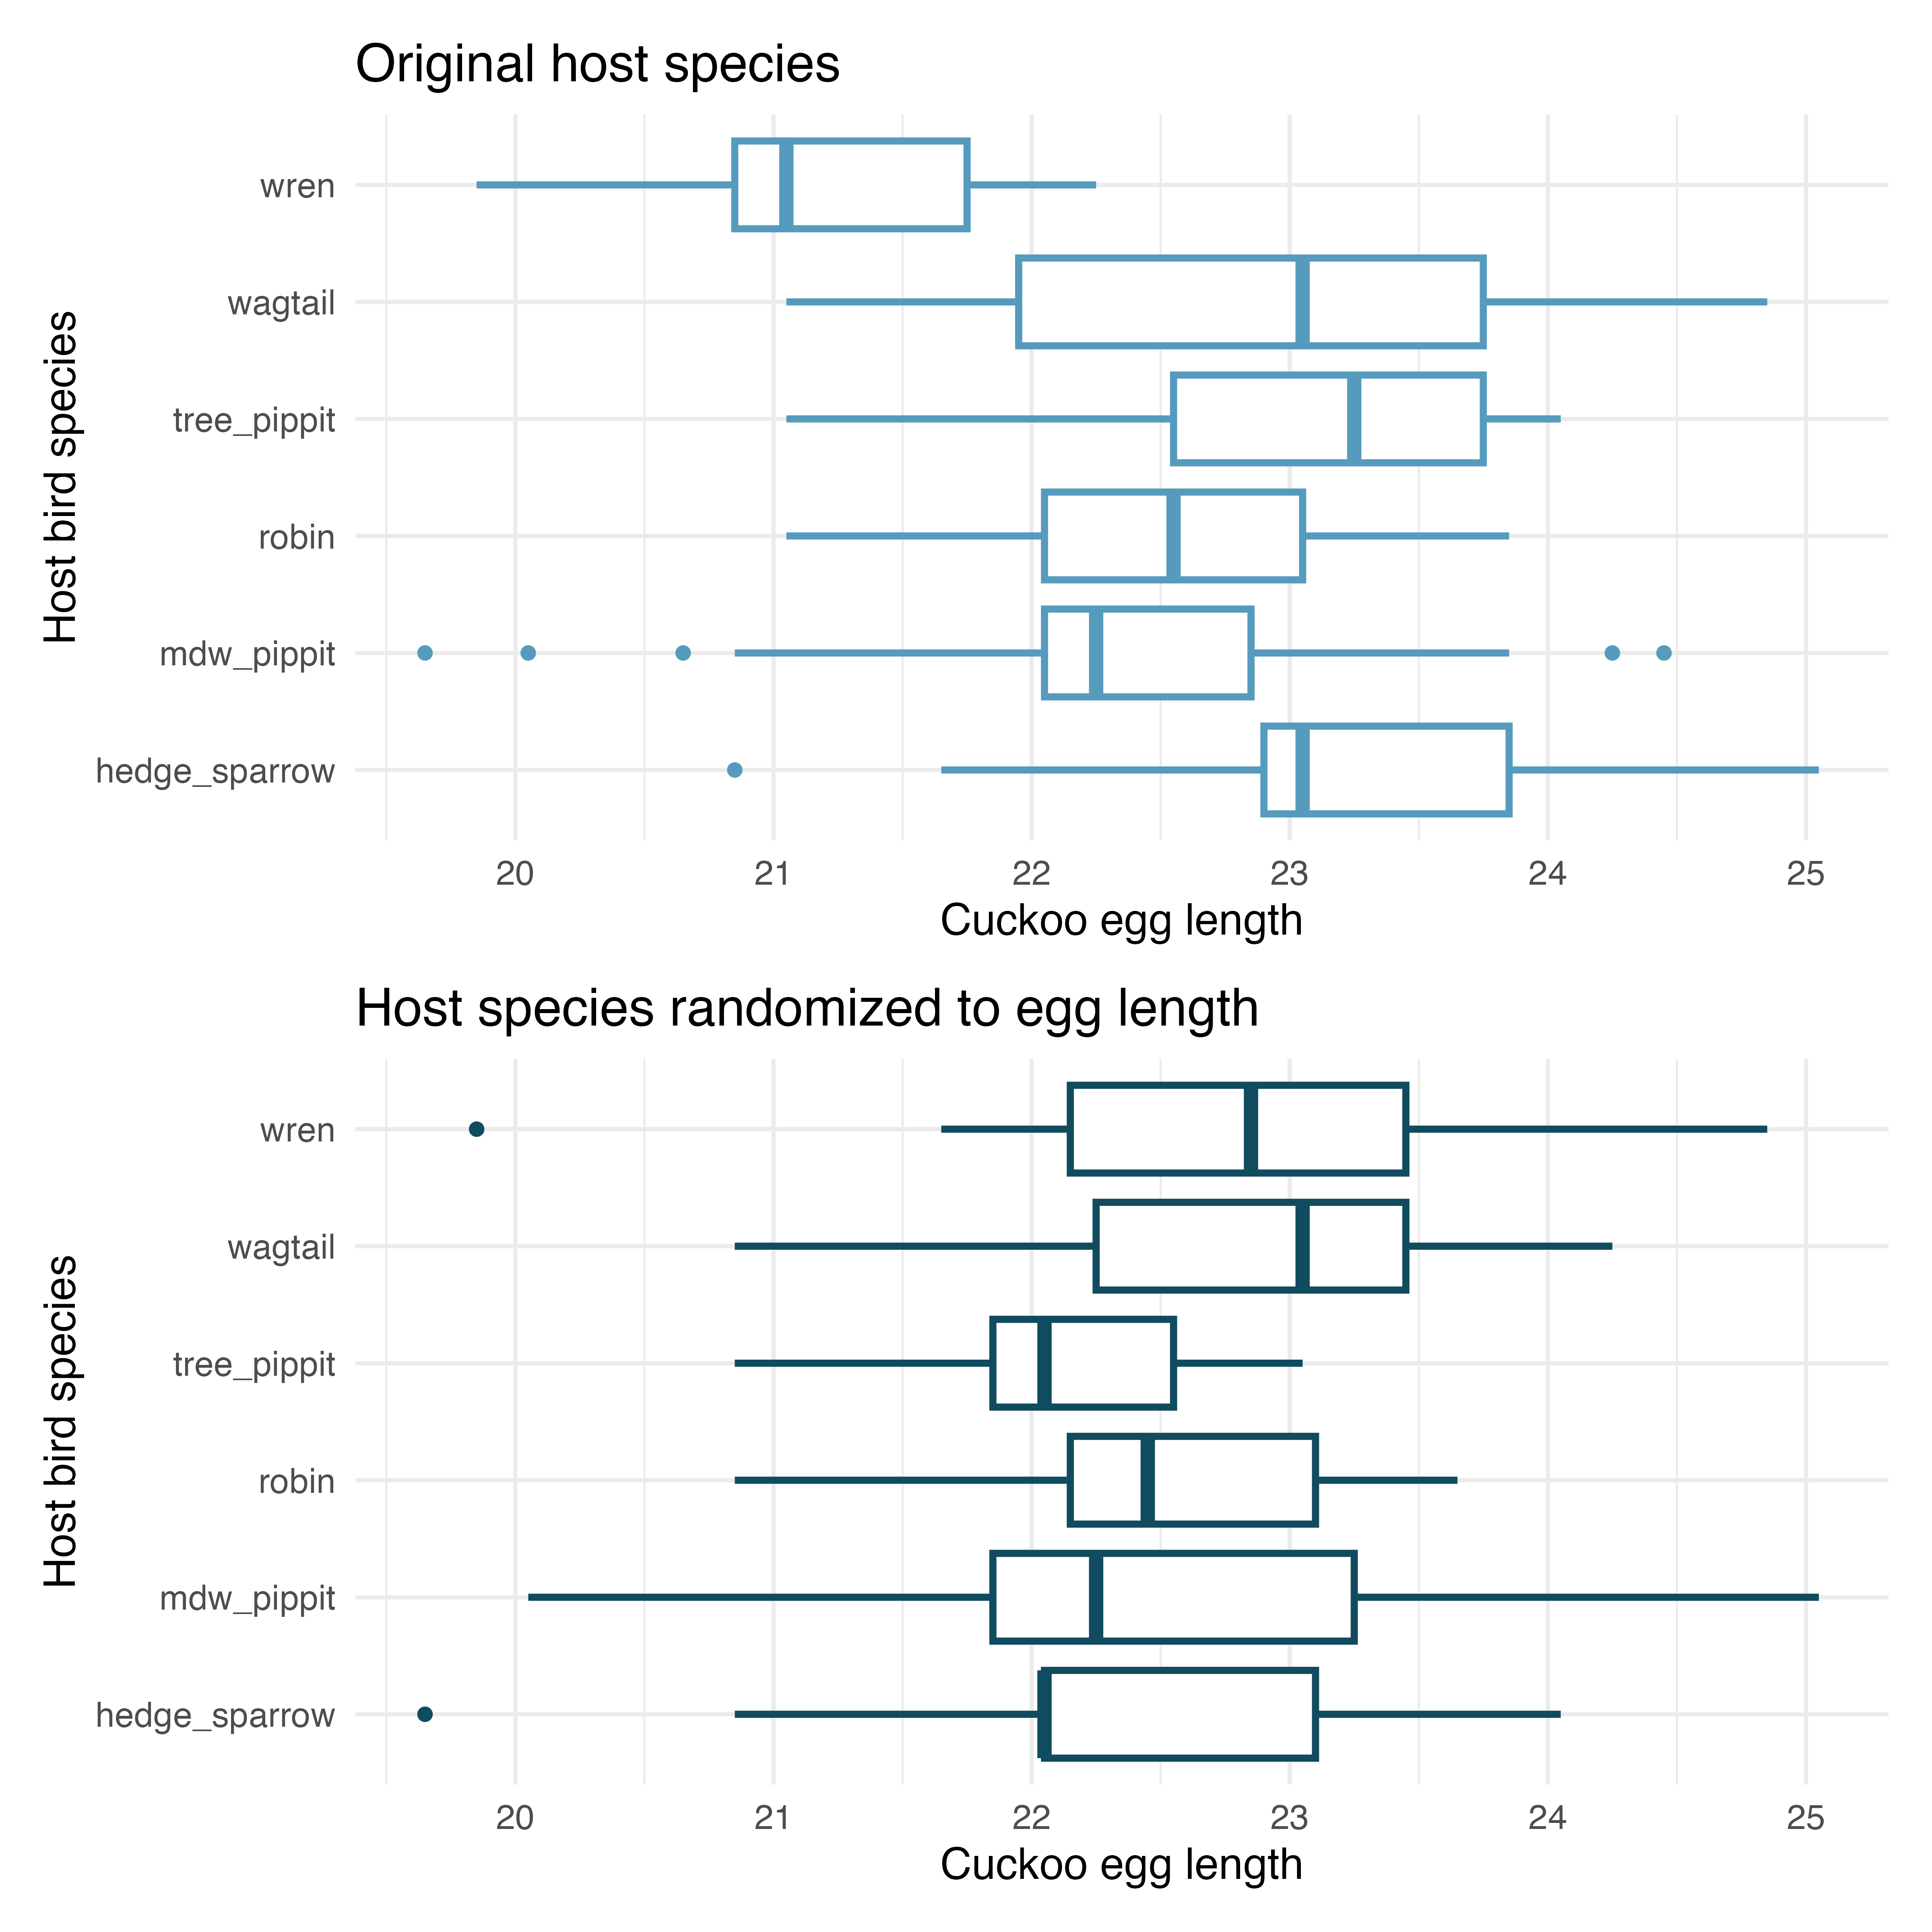 Original host species
Host bird species
wren
wagtail
tree_pippit
robin
mdw_pippit
hedge_sparrow
20 21 22 23 24 25
Cuckoo egg length
Host species randomized to egg length
Host bird species
wren
wagtail
tree_pippit
robin
mdw_pippit
hedge_sparrow
20 21 22 23 24 25
Cuckoo egg length